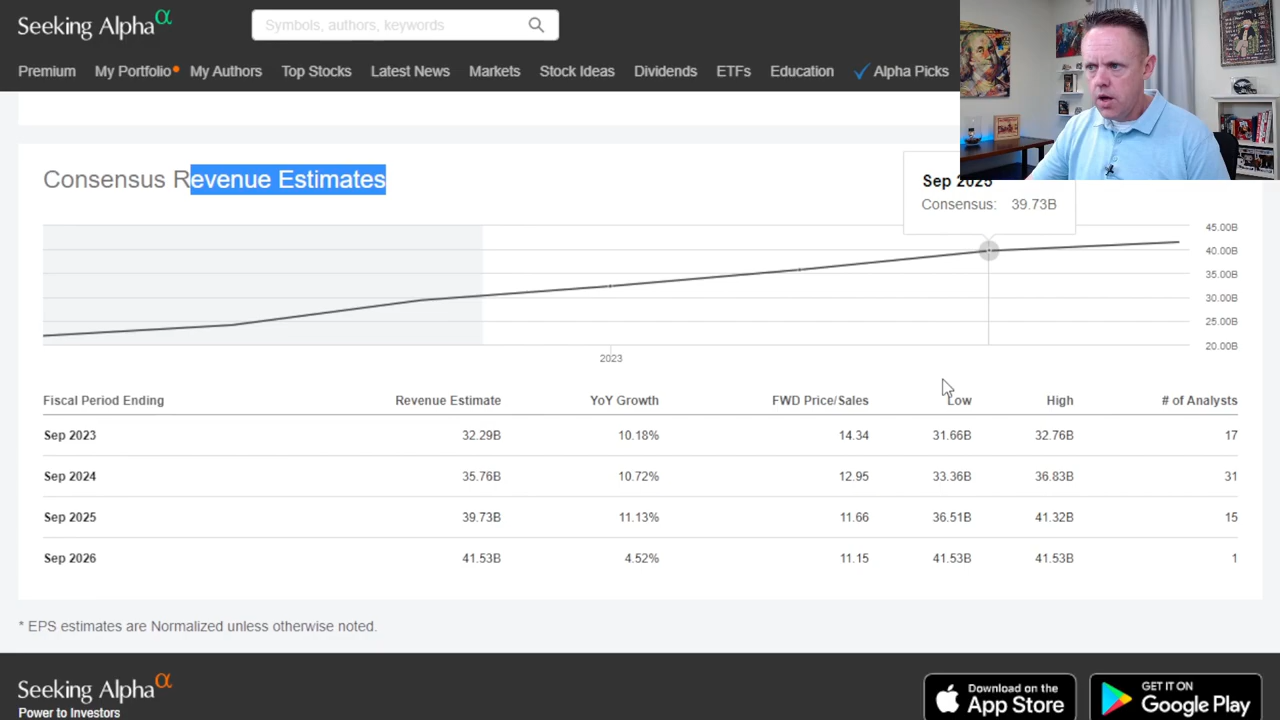 Seeking Alpha α
Symbols, authors, keywords
Premium My Portfolio My Authors Top Stocks Latest News Markets Stock Ideas Dividends ETFs Education Alpha Picks
Consensus Revenue Estimates
Sep 2025
Consensus: 39.73B
45.00B
40.00B
35.00B
30.00B
25.00B
20.00B
2023
Fiscal Period Ending Revenue Estimate YoY Growth FWD Price/Sales Low High # of Analysts
Sep 2023 32.29B 10.18% 14.34 31.66B 32.76B 17
Sep 2024 35.76B 10.72% 12.95 33.36B 36.83B 31
Sep 2025 39.73B 11.13% 11.66 36.51B 41.32B 15
Sep 2026 41.53B 4.52% 11.15 41.53B 41.53B 1
* EPS estimates are Normalized unless otherwise noted.
Seeking Alpha α
Power to Investors
Download on the
App Store
GET IT ON
Google Play